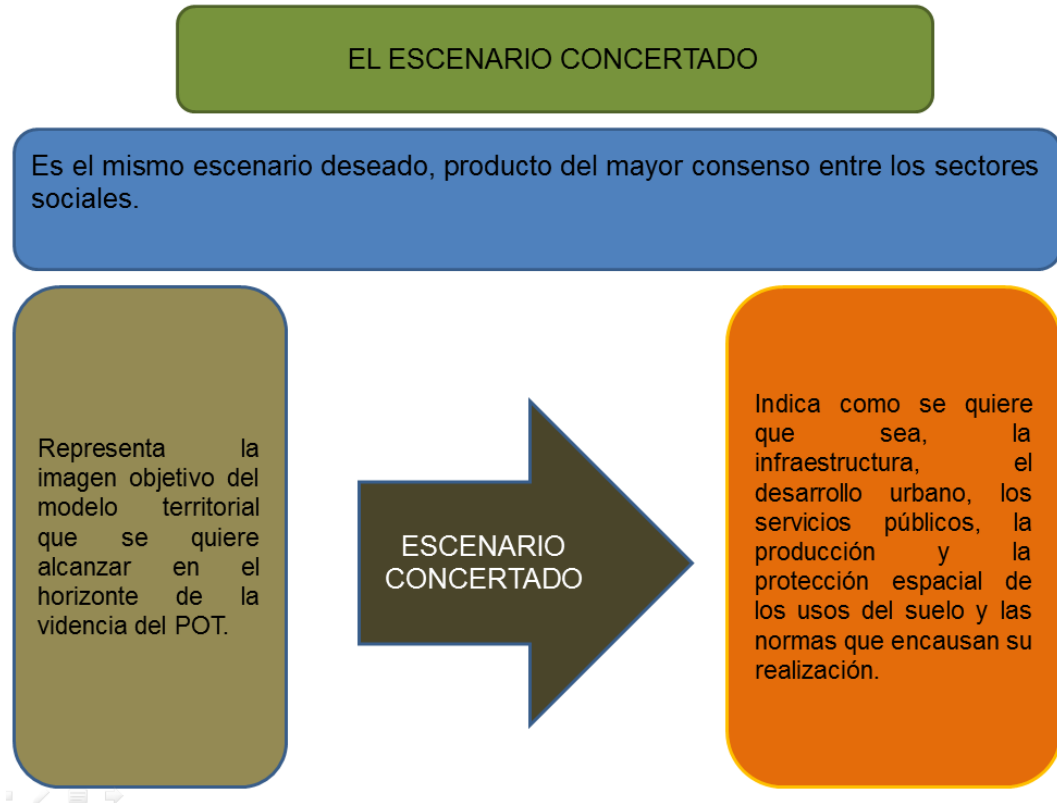 EL ESCENARIO CONCERTADO
Es el mismo escenario deseado, producto del mayor consenso entre los sectores
sociales.
Representa la
imagen objetivo del
modelo territorial
que se quiere
alcanzar en el
horizonte de la
videncia del POT.
ESCENARIO
CONCERTADO
Indica como se quiere
que sea, la
infraestructura, el
desarrollo urbano, los
servicios públicos, la
producción y la
protección espacial de
los usos del suelo y las
normas que encausan su
realización.